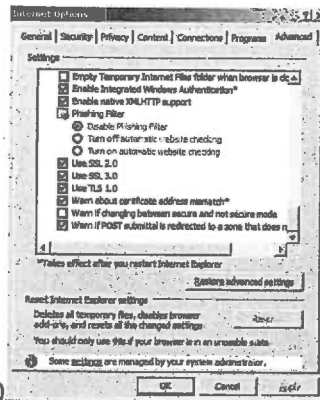 Internet Options
General Security Privacy Content Connections Programs Advanced
Settings
Empty Temporary Internet Files folder when browser is clo
Enable Integrated Windows Authentication*
Enable native XMLHTTP support
Phishing Filter
Disable Phishing Filter
Turn off automatic website checking
Turn on automatic website checking
Use SSL 2.0
Use SSL 3.0
Use TLS 1.0
Warn about certificate address mismatch*
Warn if changing between secure and not secure mode
Warn if POST submittal is redirected to a zone that does n
*Takes effect after you restart Internet Explorer
Restore advanced settings
Reset Internet Explorer settings
Deletes all temporary files, disables browser
add-ons, and resets all the changed settings.
Reset...
You should only use this if your browser is in an unusable state.
Some settings are managed by your system administrator.
OK Cancel Apply